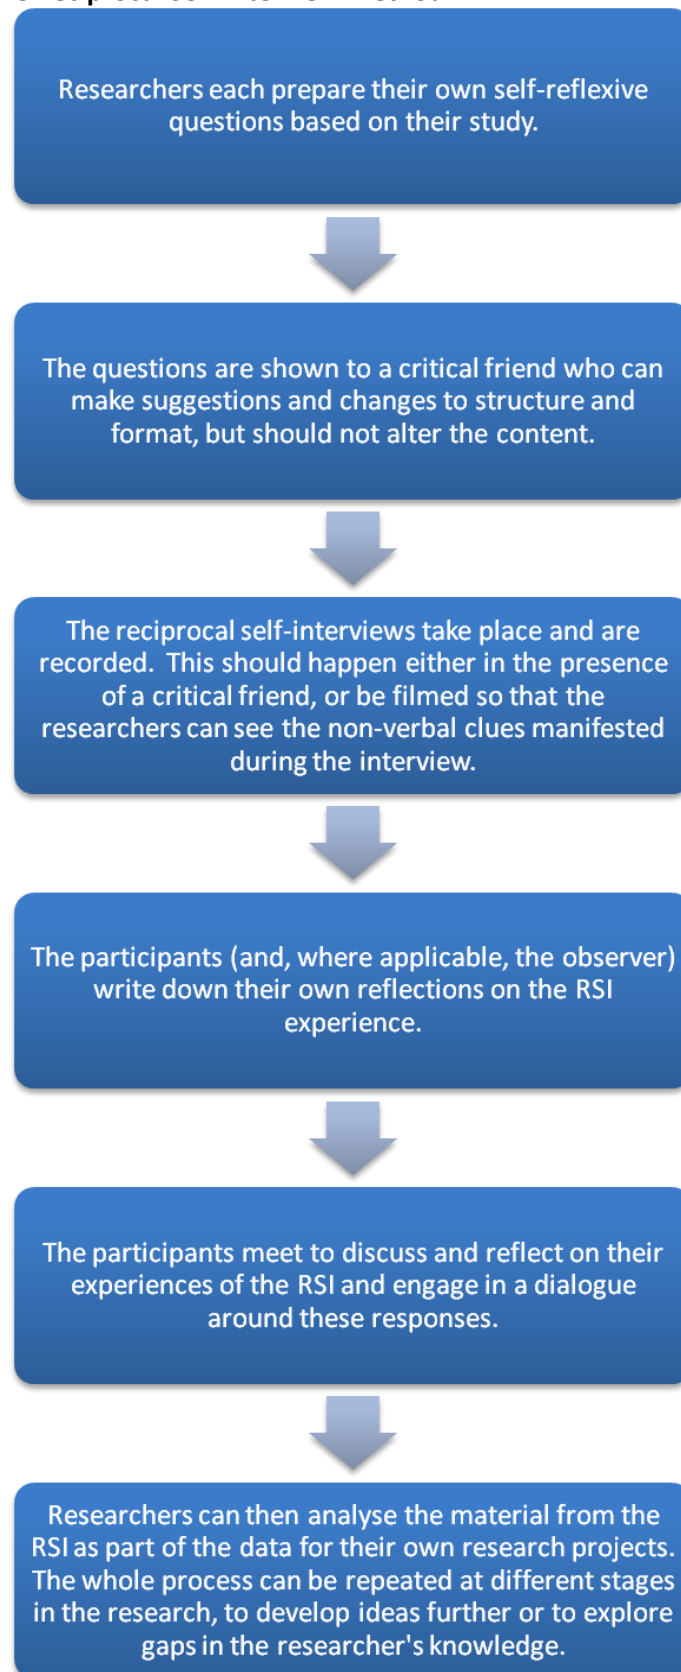 Researchers each prepare their own self-reflexive
questions based on their study.
The questions are shown to a critical friend who can
make suggestions and changes to structure and
format, but should not alter the content.
The reciprocal self-interviews take place and are
recorded.  This should happen either in the presence
of a critical friend, or be filmed so that the
researchers can see the non-verbal clues manifested
during the interview.
The participants (and, where applicable, the observer)
write down their own reflections on the RSI
experience.
The participants meet to discuss and reflect on their
experiences of the RSI and engage in a dialogue
around these responses.
Researchers can then analyse the material from the
RSI as part of the data for their own research projects.
The whole process can be repeated at different stages
in the research, to develop ideas further or to explore
gaps in the researcher's knowledge.